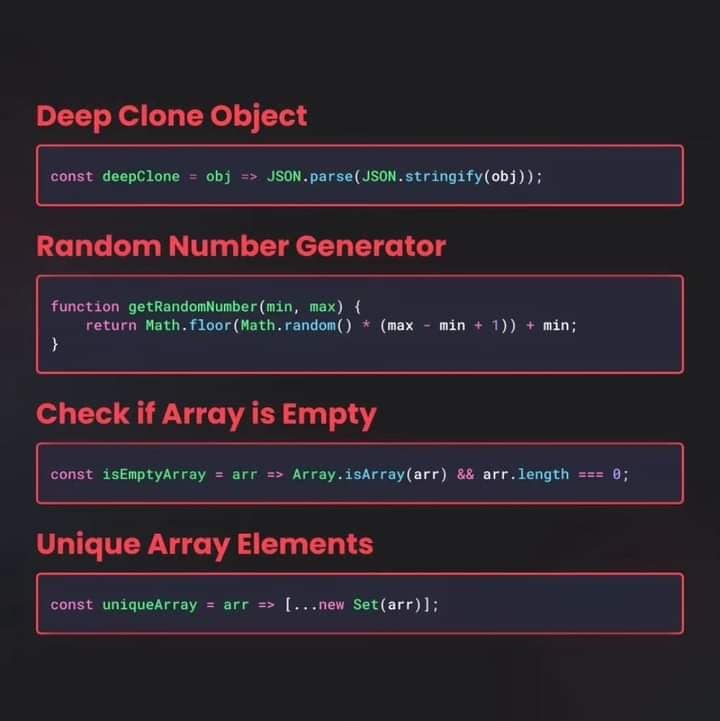 Deep Clone Object
const deepClone = obj => JSON.parse(JSON.stringify(obj));
Random Number Generator
function getRandomNumber(min, max) {
    return Math.floor(Math.random() * (max - min + 1)) + min;
}
Check if Array is Empty
const isEmptyArray = arr => Array.isArray(arr) && arr.length === 0;
Unique Array Elements
const uniqueArray = arr => [...new Set(arr)];